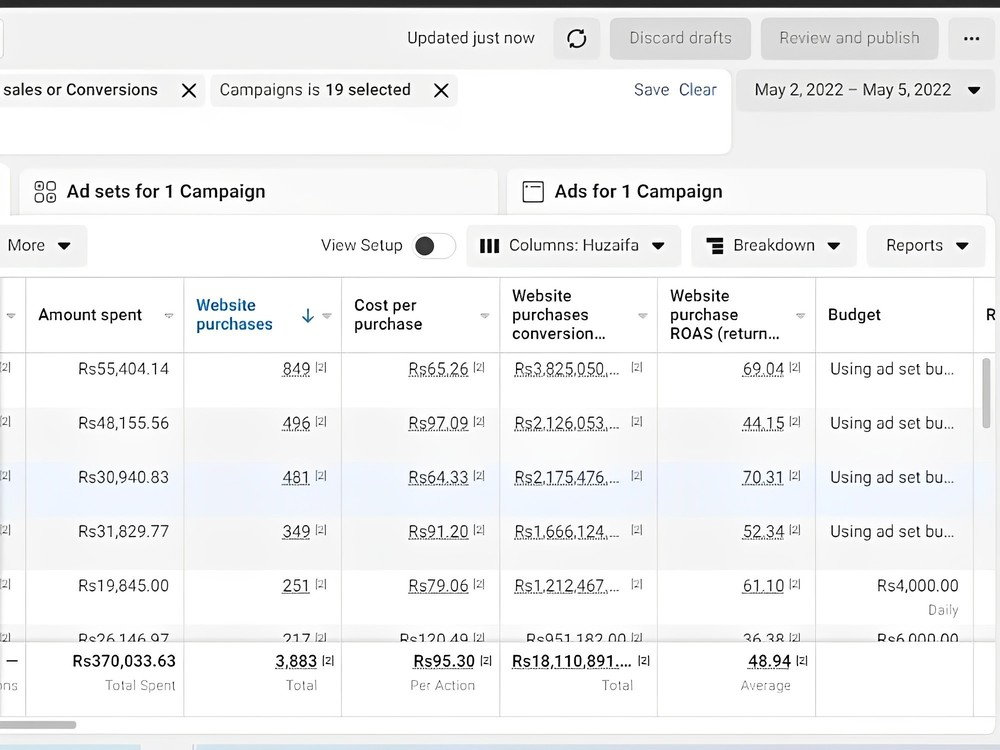 Updated just now Discard drafts Review and publish ...
sales or Conversions Campaigns is 19 selected Save Clear May 2, 2022 – May 5, 2022
Ad sets for 1 Campaign Ads for 1 Campaign
More View Setup Columns: Huzaifa Breakdown Reports
Amount spent Website purchases Cost per purchase Website purchases conversion... Website purchase ROAS (return... Budget R
[2] Rs55,404.14 849 [2] Rs65.26 [2] Rs3,825,050.... [2] 69.04 [2] Using ad set bu...
[2] Rs48,155.56 496 [2] Rs97.09 [2] Rs2,126,053.... [2] 44.15 [2] Using ad set bu...
[2] Rs30,940.83 481 [2] Rs64.33 [2] Rs2,175,476.... [2] 70.31 [2] Using ad set bu...
[2] Rs31,829.77 349 [2] Rs91.20 [2] Rs1,666,124.... [2] 52.34 [2] Using ad set bu...
[2] Rs19,845.00 251 [2] Rs79.06 [2] Rs1,212,467.... [2] 61.10 [2] Rs4,000.00
Daily
[2] Rs26,146.97 217 [2] Rs120.49 [2] Rs951,182.00 [2] 36.38 [2] Rs6,000.00
— Rs370,033.63 3,883 [2] Rs95.30 [2] Rs18,110,891.... [2] 48.94 [2]
ons Total Spent Total Per Action Total Average